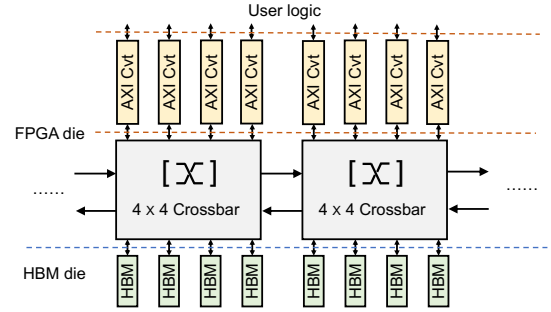 User logic
AXI Cvt AXI Cvt AXI Cvt AXI Cvt AXI Cvt AXI Cvt AXI Cvt AXI Cvt
FPGA die
...... ......
4 x 4 Crossbar 4 x 4 Crossbar
HBM die
HBM HBM HBM HBM HBM HBM HBM HBM